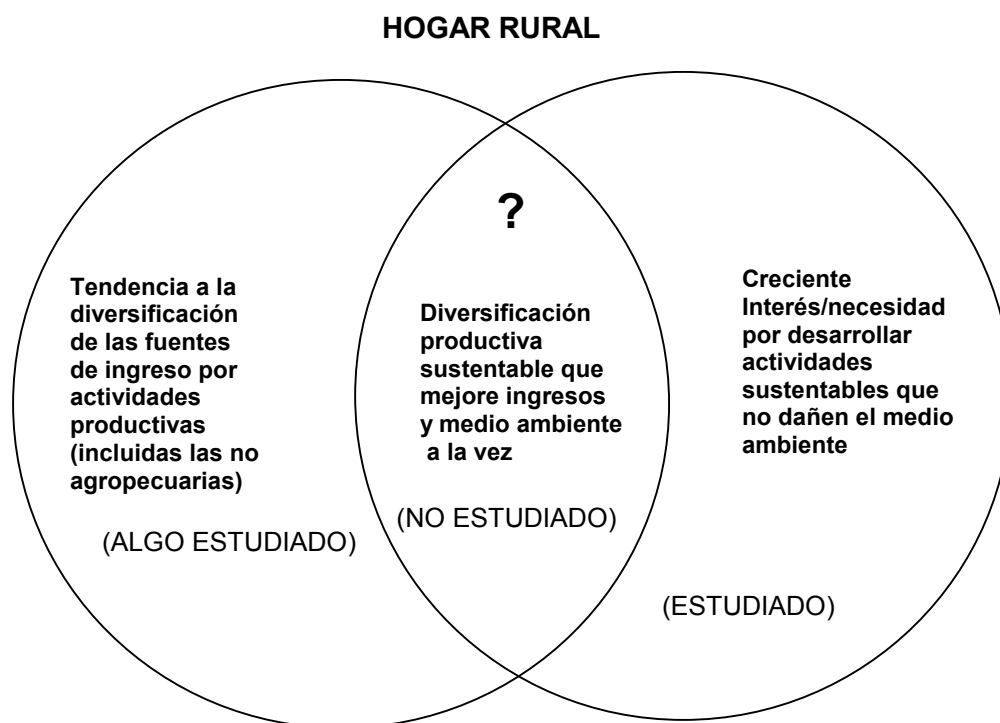 HOGAR RURAL
Tendencia a la
diversificación
de las fuentes
de ingreso por
actividades
productivas
(incluidas las no
agropecuarias)
(ALGO ESTUDIADO)
?
Diversificación
productiva
sustentable que
mejore ingresos
y medio ambiente
a la vez
(NO ESTUDIADO)
Creciente
Interés/necesidad
por desarrollar
actividades
sustentables que
no dañen el medio
ambiente
(ESTUDIADO)